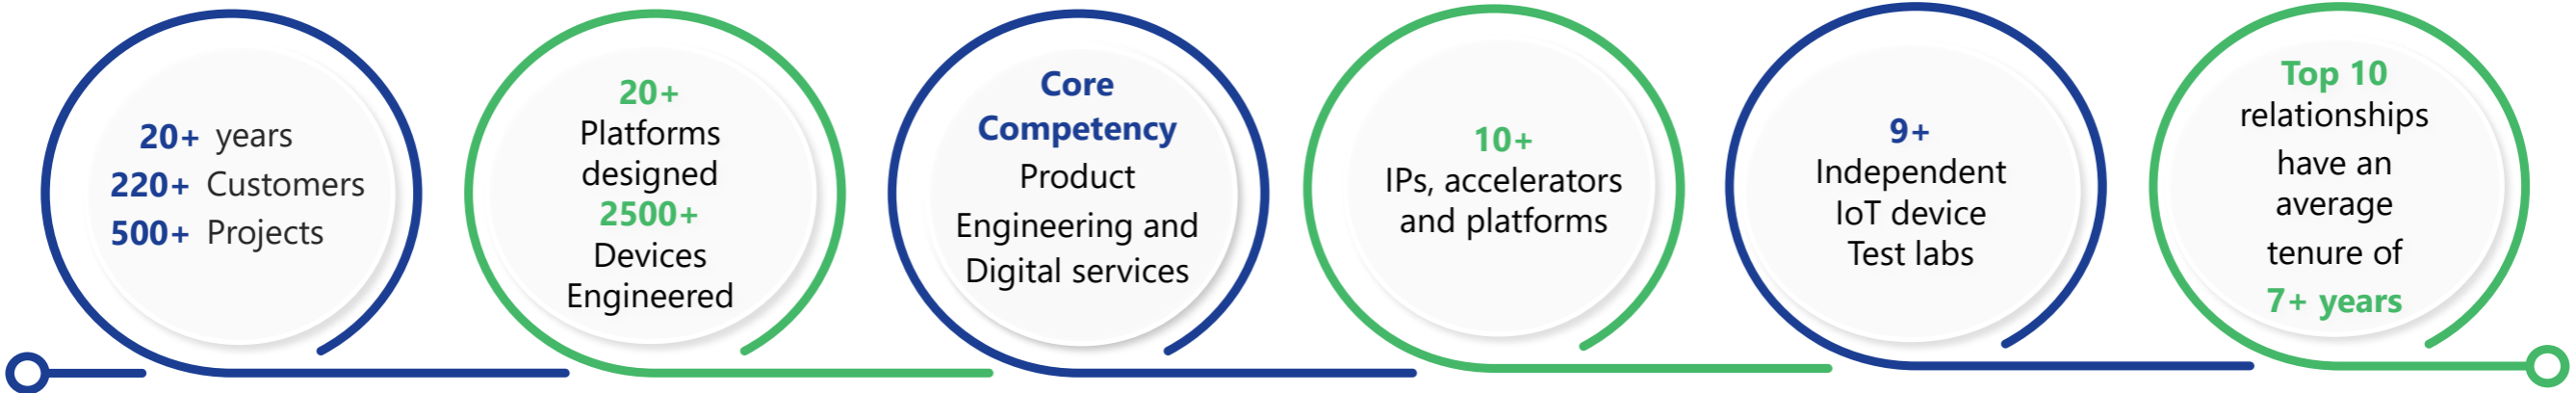 20+ years
220+ Customers
500+ Projects
20+
Platforms
designed
2500+
Devices
Engineered
Core
Competency
Product
Engineering and
Digital services
10+
IPs, accelerators
and platforms
9+
Independent
IoT device
Test labs
Top 10
relationships
have an
average
tenure of
7+ years